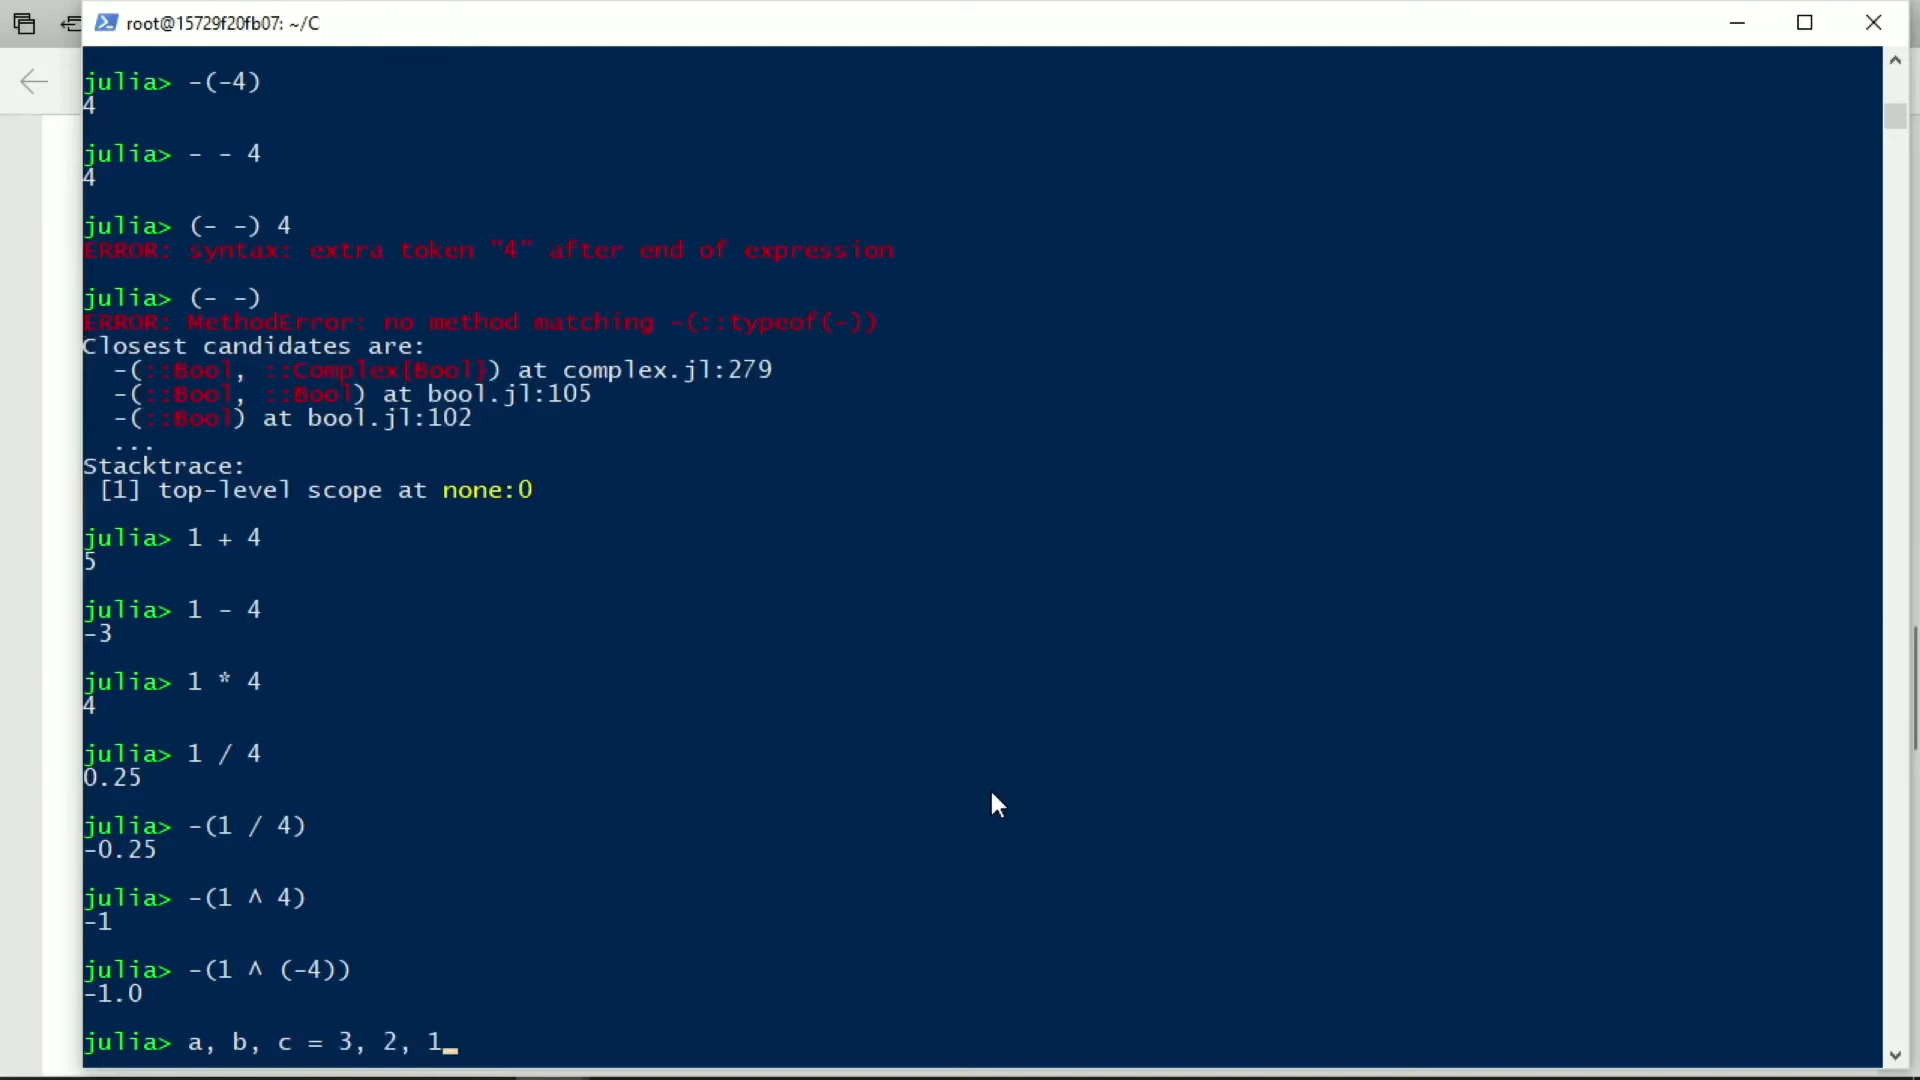 root@15729f20fb07: ~/C
julia> -(-4)
4
julia> - - 4
4
julia> (- -) 4
ERROR: syntax: extra token "4" after end of expression
julia> (- -)
ERROR: MethodError: no method matching -(::typeof(-))
Closest candidates are:
-(::Bool, ::Complex{Bool}) at complex.jl:279
-(::Bool, ::Bool) at bool.jl:105
-(::Bool) at bool.jl:102
...
Stacktrace:
[1] top-level scope at none:0
julia> 1 + 4
5
julia> 1 - 4
-3
julia> 1 * 4
4
julia> 1 / 4
0.25
julia> -(1 / 4)
-0.25
julia> -(1 ^ 4)
-1
julia> -(1 ^ (-4))
-1.0
julia> a, b, c = 3, 2, 1